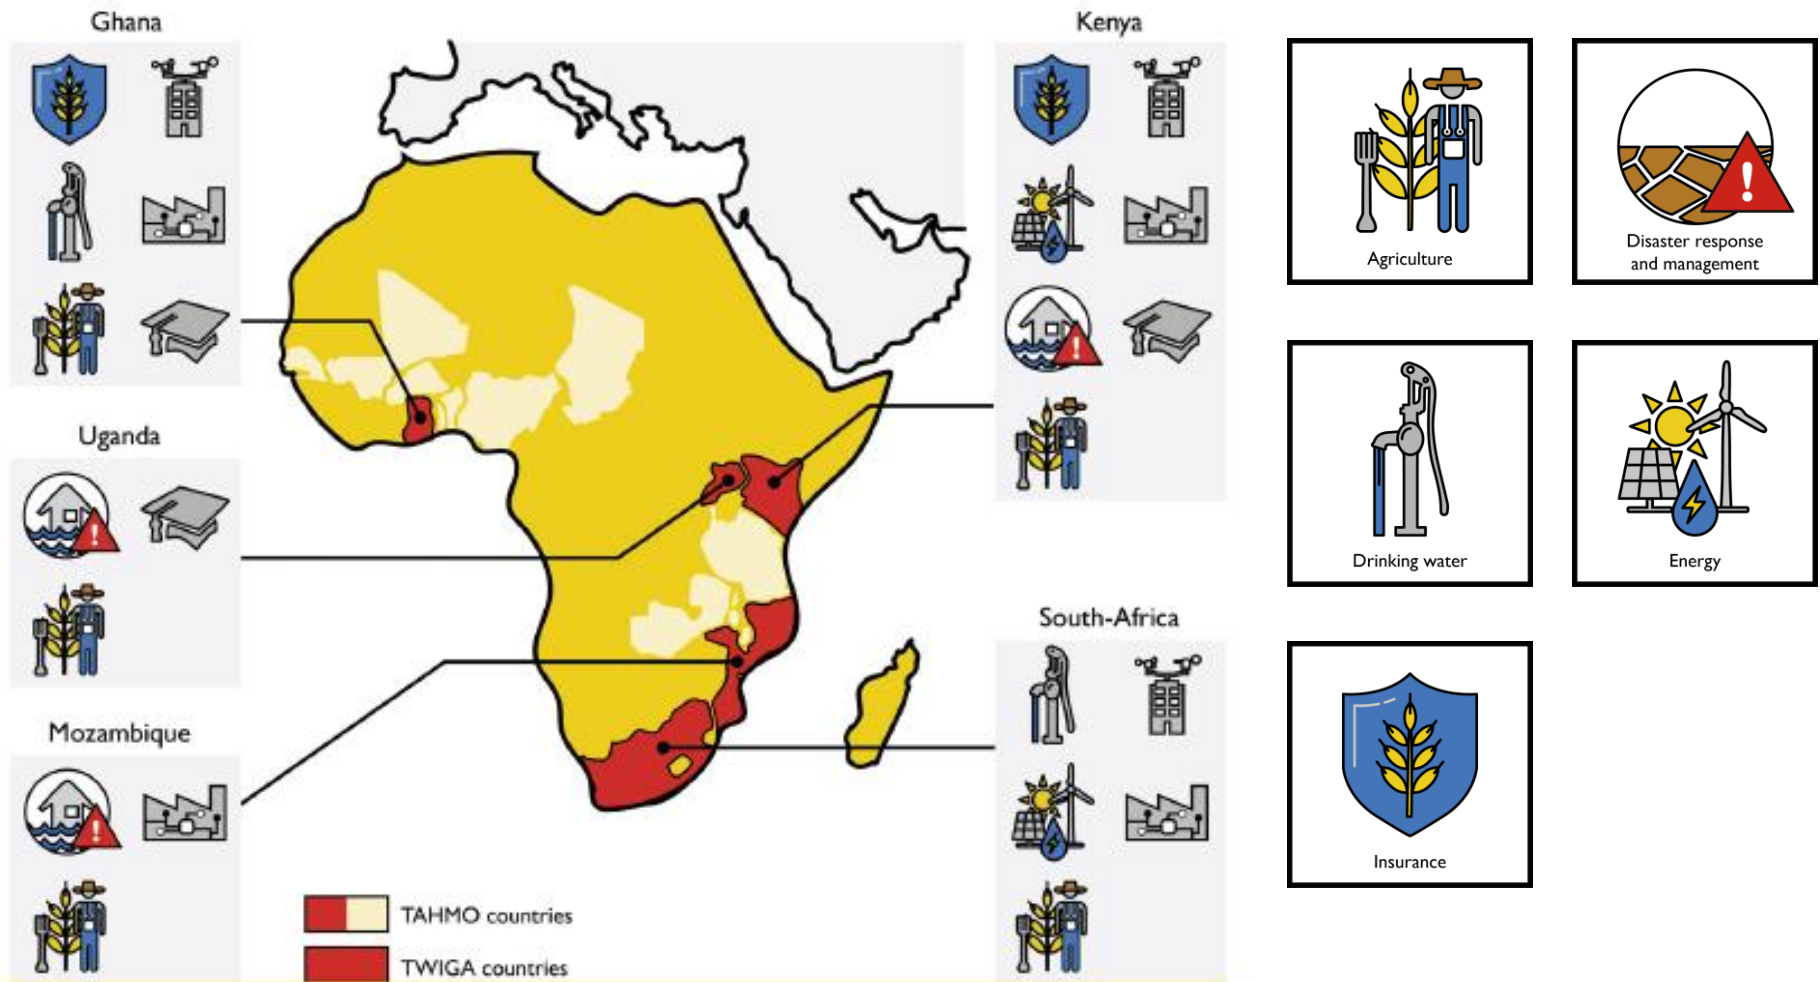 Ghana
Kenya
Uganda
Mozambique
South-Africa
TAHMO countries
TWIGA countries
Agriculture
Disaster response
and management
Drinking water
Energy
Insurance